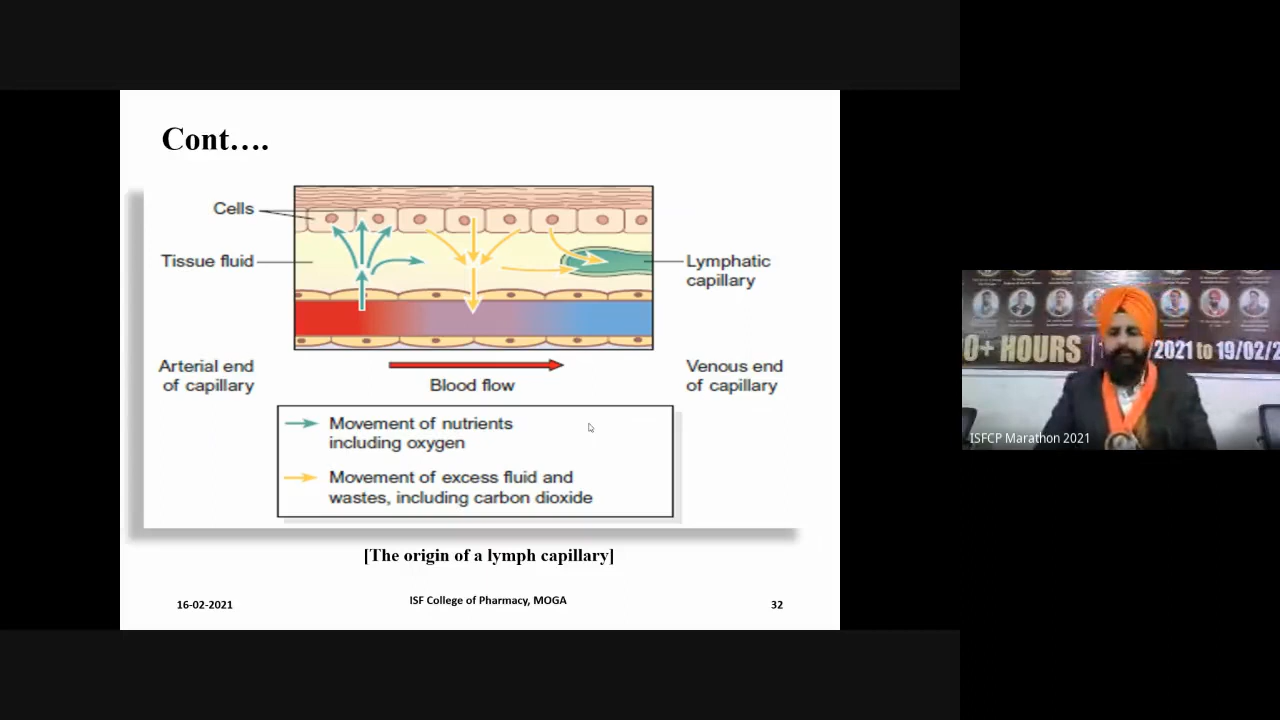 Cont….
Cells
Tissue fluid
Lymphatic
capillary
Arterial end
of capillary
Blood flow
Venous end
of capillary
Movement of nutrients
including oxygen
Movement of excess fluid and
wastes, including carbon dioxide
[The origin of a lymph capillary]
16-02-2021
ISF College of Pharmacy, MOGA
32
0+ HOURS
2021 to 19/02/2
ISFCP Marathon 2021